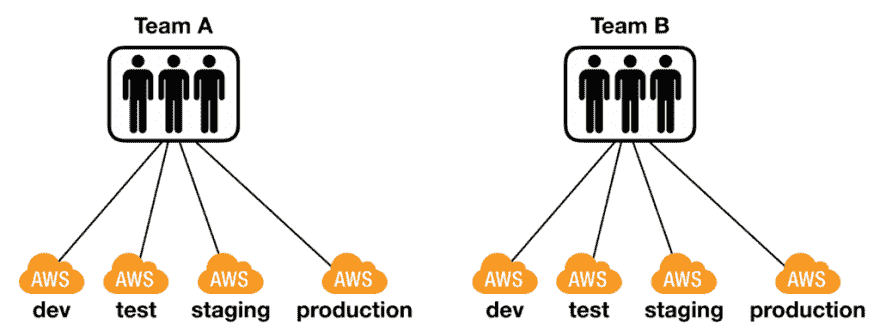 Team A
Team B
AWS AWS AWS AWS AWS AWS AWS AWS
dev test staging production dev test staging production